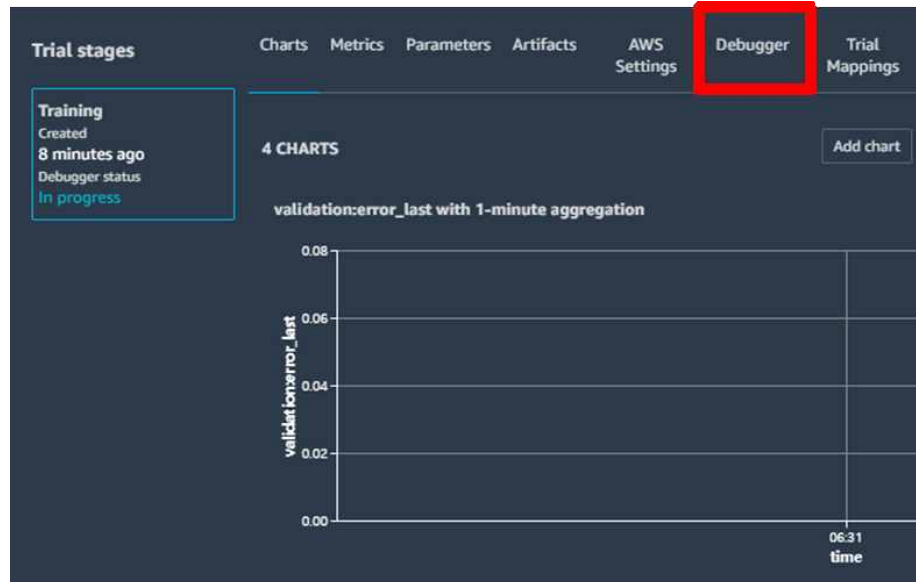 Trial stages
Charts Metrics Parameters Artifacts AWS Settings Debugger Trial Mappings
Training
Created
8 minutes ago
Debugger status
In progress
4 CHARTS
Add chart
validation:error_last with 1-minute aggregation
validation:error_last
0.08
0.06
0.04
0.02
0.00
06:31
time